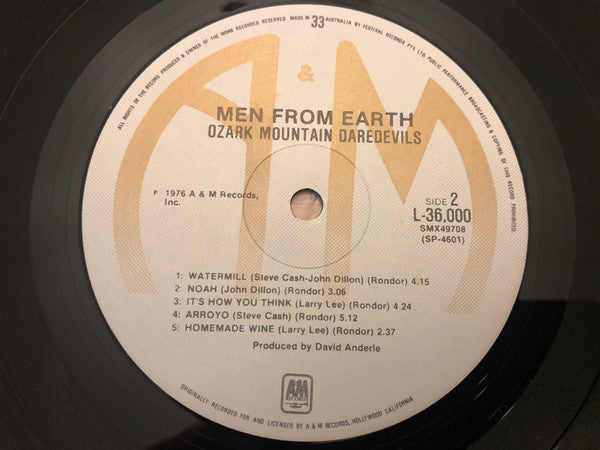 ALL RIGHTS OF THE RECORD PRODUCER & OWNER OF THE WORK RECORDED RESERVED MADE IN AUSTRALIA BY FESTIVAL RECORDS PTY. LTD. PUBLIC PERFORMANCE BROADCASTING & COPYING OF THIS RECORD PROHIBITED.
33
A&M
MEN FROM EARTH
OZARK MOUNTAIN DAREDEVILS
P 1976 A & M Records,
Inc.
SIDE 2
L-36,000
SMX49708
(SP-4601)
1: WATERMILL (Steve Cash-John Dillon) (Rondor) 4.15
2: NOAH (John Dillon) (Rondor) 3.06
3: IT'S HOW YOU THINK (Larry Lee) (Rondor) 4.24
4: ARROYO (Steve Cash) (Rondor) 5.12
5: HOMEMADE WINE (Larry Lee) (Rondor) 2.37
Produced by David Anderle
A&M
RECORDS
ORIGINALLY RECORDED FOR AND LICENSED BY A & M RECORDS, HOLLYWOOD CALIFORNIA